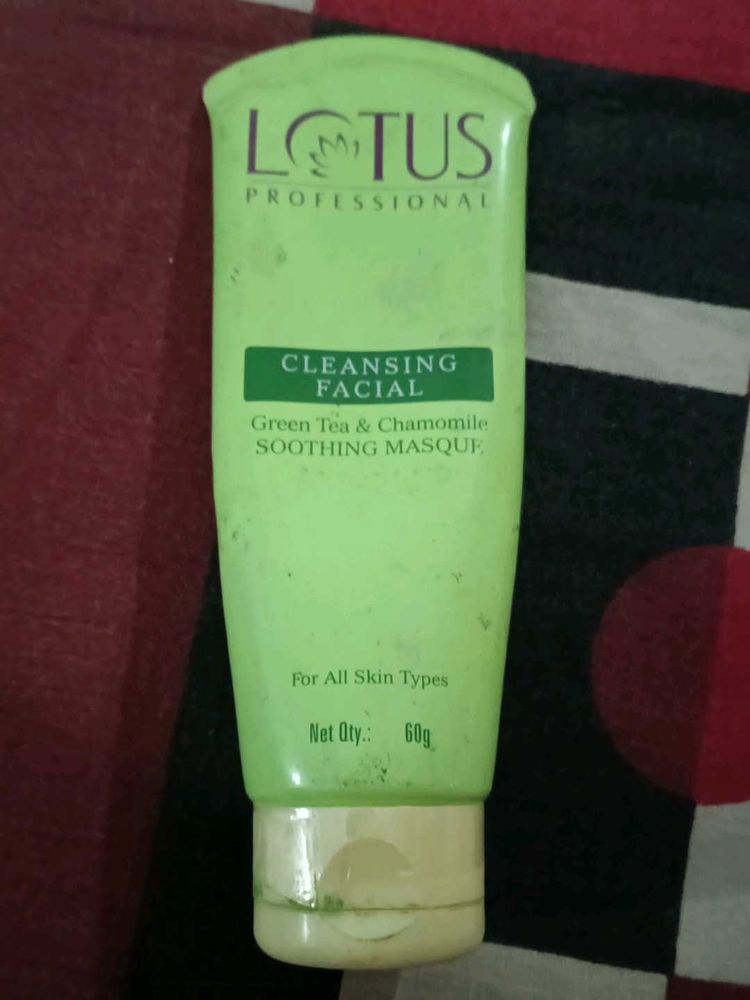 LOTUS
PROFESSIONAL
CLEANSING
FACIAL
Green Tea & Chamomile
SOOTHING MASQUE
For All Skin Types
Net Qty.: 60g